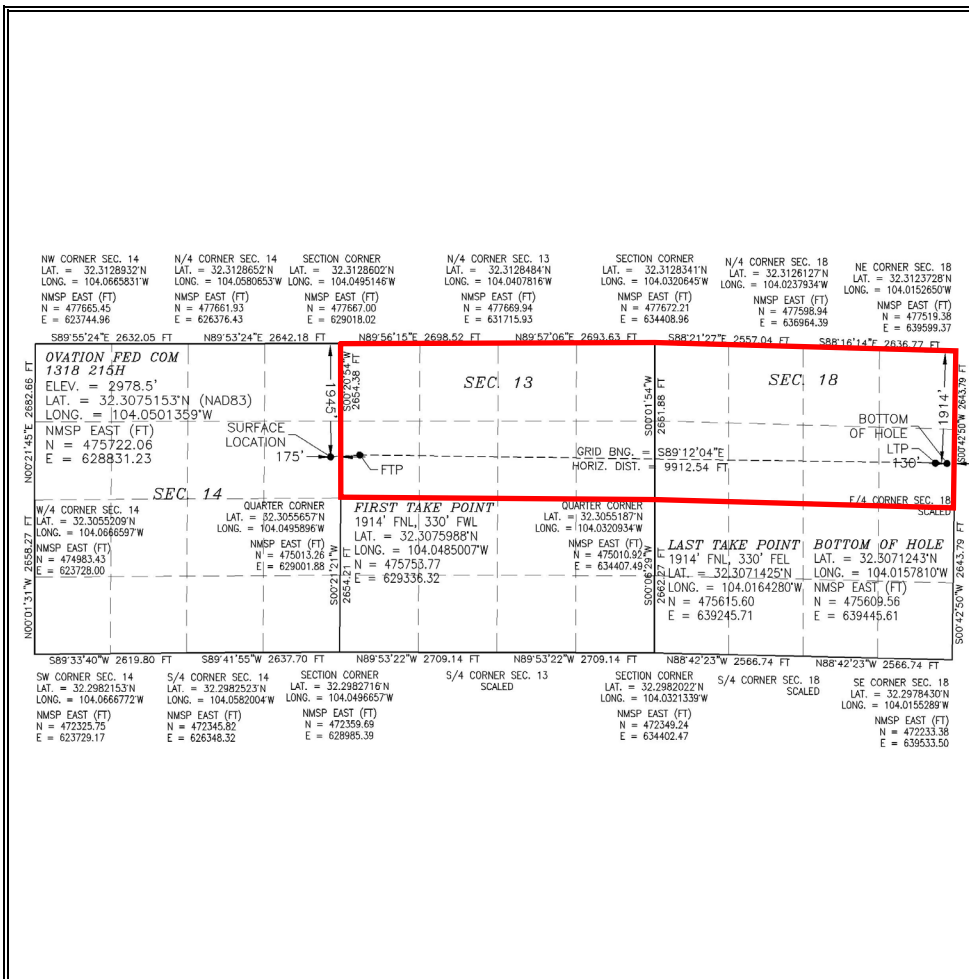 NW CORNER SEC. 14
LAT. = 32.3128932'N
LONG. = 104.0665831'W
NMSP EAST (FT)
N = 477665.45
E = 623744.96
N/4 CORNER SEC. 14
LAT. = 32.3128652'N
LONG. = 104.0580653'W
NMSP EAST (FT)
N = 477661.93
E = 626376.43
SECTION CORNER
LAT. = 32.3128602'N
LONG. = 104.0495146'W
NMSP EAST (FT)
N = 477667.00
E = 629018.02
N/4 CORNER SEC. 13
LAT. = 32.3128484'N
LONG. = 104.0407816'W
NMSP EAST (FT)
N = 477669.94
E = 631715.93
SECTION CORNER
LAT. = 32.3128341'N
LONG. = 104.0320645'W
NMSP EAST (FT)
N = 477672.21
E = 634408.96
N/4 CORNER SEC. 18
LAT. = 32.3126127'N
LONG. = 104.0237934'W
NMSP EAST (FT)
N = 477598.94
E = 636964.39
NE CORNER SEC. 18
LAT. = 32.3123728'N
LONG. = 104.0152650'W
NMSP EAST (FT)
N = 477519.38
E = 639599.37
S89'55'24"E 2632.05 FT
N89'53'24"E 2642.18 FT
N89'56'15"E 2698.52 FT
N89'57'06"E 2693.63 FT
S88'21'27"E 2557.04 FT
S88'16'14"E 2636.77 FT
N00'21'45"E 2682.66 FT
OVATION FED COM
1318 215H
ELEV. = 2978.5'
LAT. = 32.3075153'N (NAD83)
LONG. = 104.0501359'W
NMSP EAST (FT)
N = 475722.06
E = 628831.23
SURFACE
LOCATION
175'
1945'
S00'20'54"W
2654.38 FT
SEC. 13
FTP
S00'01'54"W
2661.88 FT
SEC. 18
GRID BNG. = S89'12'04"E
HORIZ. DIST. = 9912.54 FT
BOTTOM
OF HOLE
LTP
130'
1914'
S00'42'50"W 2643.79 FT
SEC. 14
W/4 CORNER SEC. 14
LAT. = 32.3055209'N
LONG. = 104.0666597'W
NMSP EAST (FT)
N = 474983.43
E = 623728.00
N00'01'31"W 2658.27 FT
QUARTER CORNER
LAT. = 32.3055657'N
LONG. = 104.0495896'W
NMSP EAST (FT)
N = 475013.26
E = 629001.88
S00'21'21"W
2654.21 FT
FIRST TAKE POINT
1914' FNL, 330' FWL
LAT. = 32.3075988'N
LONG. = 104.0485007'W
N = 475753.77
E = 629336.32
QUARTER CORNER
LAT. = 32.3055187'N
LONG. = 104.0320934'W
NMSP EAST (FT)
N = 475010.92
E = 634407.49
S00'06'29"W
2662.27 FT
E/4 CORNER SEC. 18
SCALED
LAST TAKE POINT
1914' FNL, 330' FEL
LAT. = 32.3071425'N
LONG. = 104.0164280'W
N = 475615.60
E = 639245.71
BOTTOM OF HOLE
LAT. = 32.3071243'N
LONG. = 104.0157810'W
NMSP EAST (FT)
N = 475609.56
E = 639445.61
S00'42'50"W 2643.79 FT
S89'33'40"W 2619.80 FT
S89'41'55"W 2637.70 FT
N89'53'22"W 2709.14 FT
N89'53'22"W 2709.14 FT
N88'42'23"W 2566.74 FT
N88'42'23"W 2566.74 FT
SW CORNER SEC. 14
LAT. = 32.2982153'N
LONG. = 104.0666772'W
NMSP EAST (FT)
N = 472325.75
E = 623729.17
S/4 CORNER SEC. 14
LAT. = 32.2982523'N
LONG. = 104.0582004'W
NMSP EAST (FT)
N = 472345.82
E = 626348.32
SECTION CORNER
LAT. = 32.2982716'N
LONG. = 104.0496657'W
NMSP EAST (FT)
N = 472359.69
E = 628985.39
S/4 CORNER SEC. 13
SCALED
SECTION CORNER
LAT. = 32.2982022'N
LONG. = 104.0321339'W
NMSP EAST (FT)
N = 472349.24
E = 634402.47
S/4 CORNER SEC. 18
SCALED
SE CORNER SEC. 18
LAT. = 32.2978430'N
LONG. = 104.0155289'W
NMSP EAST (FT)
N = 472233.38
E = 639533.50